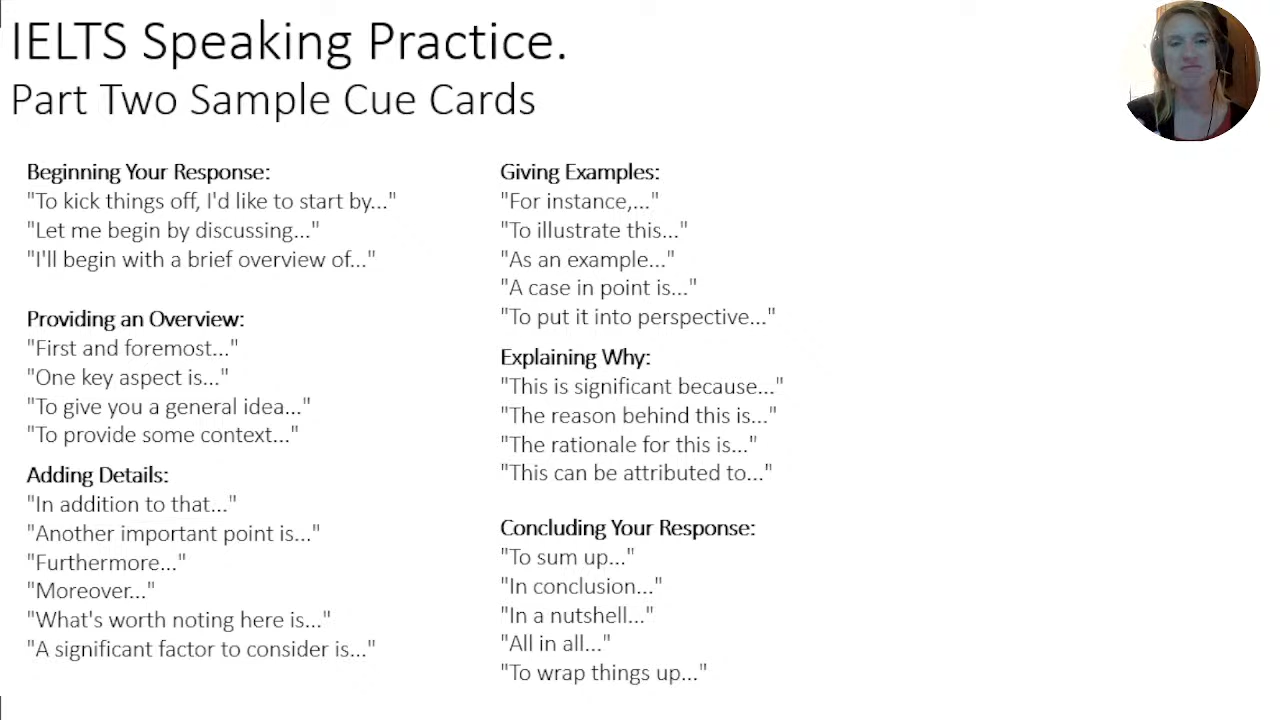 IELTS Speaking Practice.
Part Two Sample Cue Cards
Beginning Your Response:
"To kick things off, I'd like to start by..."
"Let me begin by discussing..."
"I'll begin with a brief overview of..."
Providing an Overview:
"First and foremost..."
"One key aspect is..."
"To give you a general idea..."
"To provide some context..."
Adding Details:
"In addition to that..."
"Another important point is..."
"Furthermore..."
"Moreover..."
"What's worth noting here is..."
"A significant factor to consider is..."
Giving Examples:
"For instance,..."
"To illustrate this..."
"As an example..."
"A case in point is..."
"To put it into perspective..."
Explaining Why:
"This is significant because..."
"The reason behind this is..."
"The rationale for this is..."
"This can be attributed to..."
Concluding Your Response:
"To sum up..."
"In conclusion..."
"In a nutshell..."
"All in all..."
"To wrap things up..."